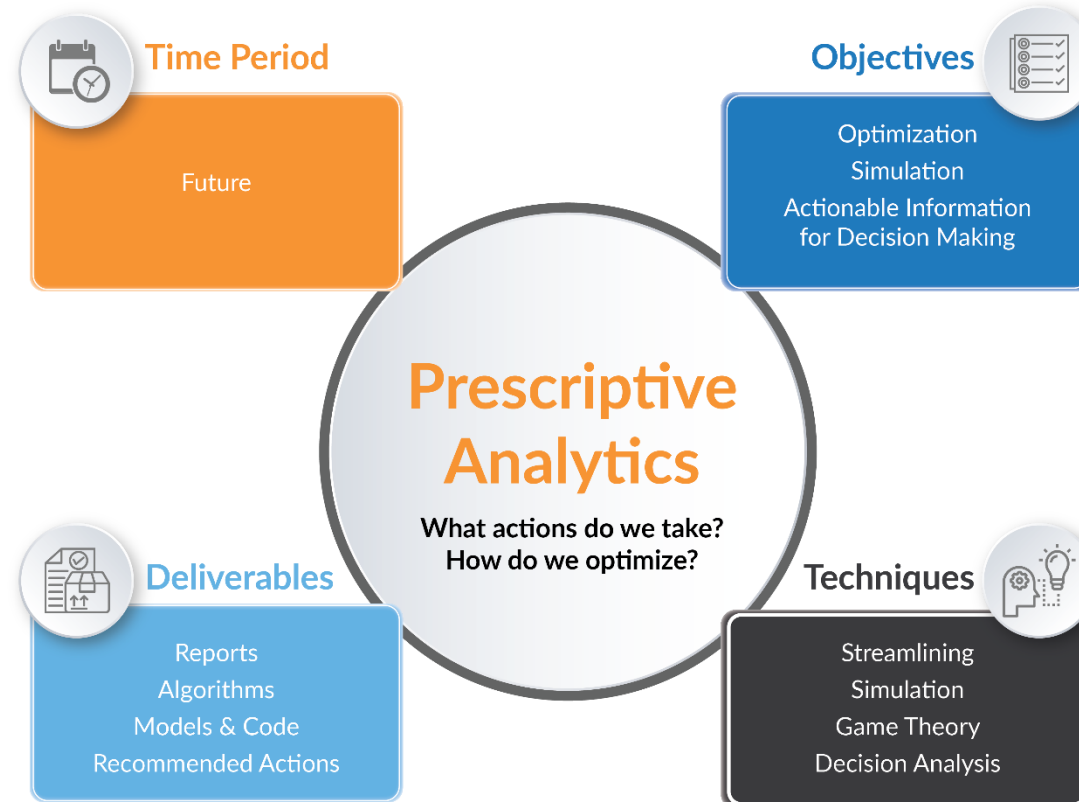 Time Period
Future
Objectives
Optimization
Simulation
Actionable Information
for Decision Making
Prescriptive
Analytics
What actions do we take?
How do we optimize?
Deliverables
Reports
Algorithms
Models & Code
Recommended Actions
Techniques
Streamlining
Simulation
Game Theory
Decision Analysis